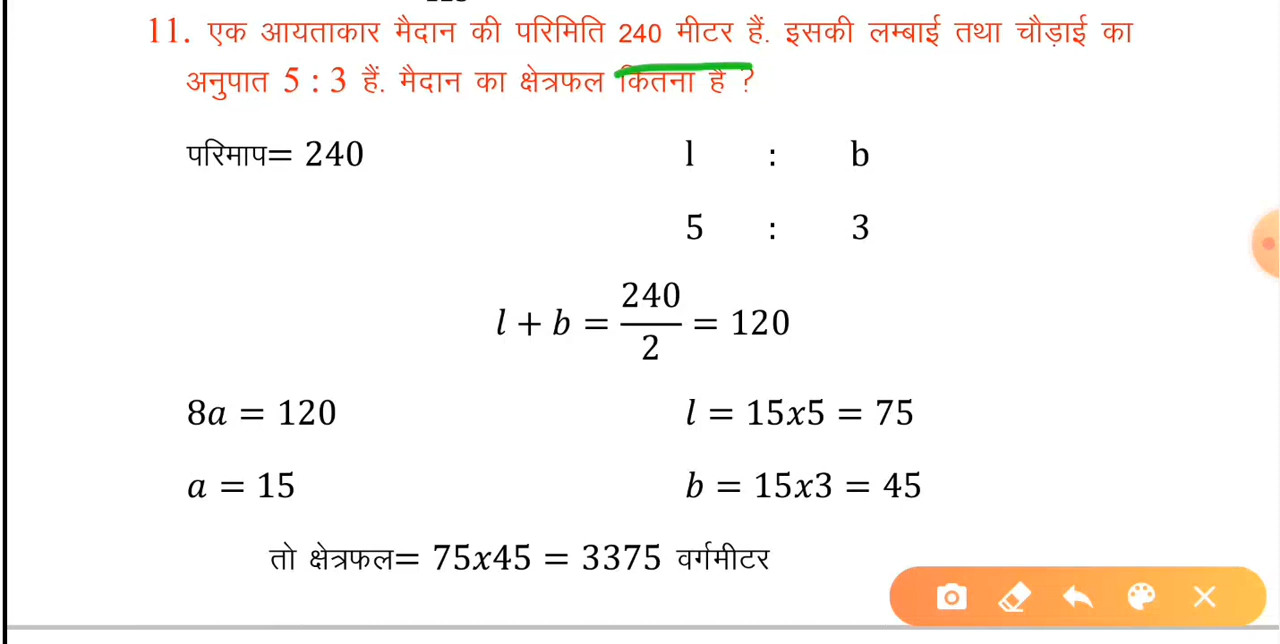 11. एक आयताकार मैदान की परिमिति 240 मीटर हैं. इसकी लम्बाई तथा चौड़ाई का
अनुपात 5 : 3 हैं. मैदान का क्षेत्रफल कितना है ?
परिमाप= 240 l : b
5 : 3
l + b = 240/2 = 120
8a = 120 l = 15x5 = 75
a = 15 b = 15x3 = 45
तो क्षेत्रफल= 75x45 = 3375 वर्गमीटर